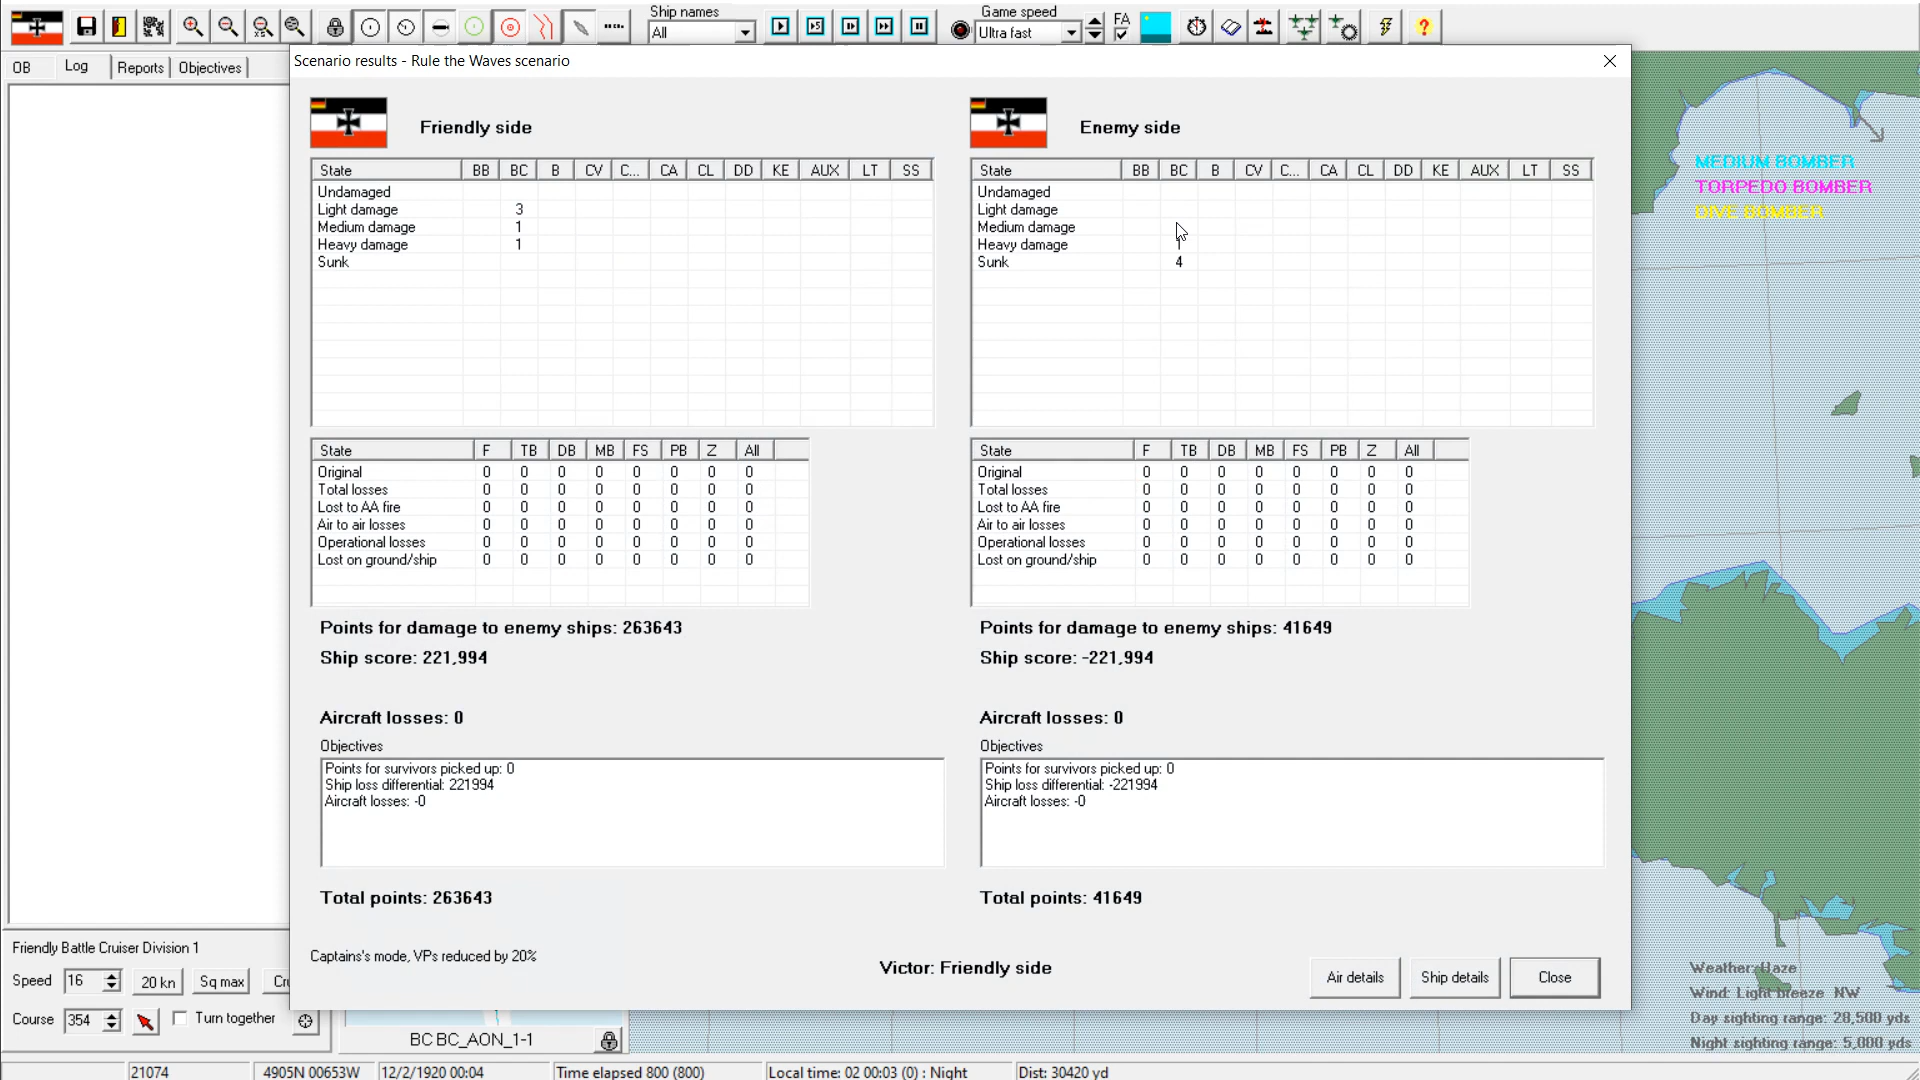 Ship names
All
Game speed
Ultra fast
FA
OB
Log
Reports
Objectives
Scenario results - Rule the Waves scenario
Friendly side
State BB BC B CV C... CA CL DD KE AUX LT SS
Undamaged
Light damage 3
Medium damage 1
Heavy damage 1
Sunk
State F TB DB MB FS PB Z All
Original 0 0 0 0 0 0 0 0
Total losses 0 0 0 0 0 0 0 0
Lost to AA fire 0 0 0 0 0 0 0 0
Air to air losses 0 0 0 0 0 0 0 0
Operational losses 0 0 0 0 0 0 0 0
Lost on ground/ship 0 0 0 0 0 0 0 0
Points for damage to enemy ships: 263643
Ship score: 221,994
Aircraft losses: 0
Objectives
Points for survivors picked up: 0
Ship loss differential: 221994
Aircraft losses: -0
Total points: 263643
Captains's mode, VPs reduced by 20%
Enemy side
State BB BC B CV C... CA CL DD KE AUX LT SS
Undamaged
Light damage
Medium damage
Heavy damage 1
Sunk 4
State F TB DB MB FS PB Z All
Original 0 0 0 0 0 0 0 0
Total losses 0 0 0 0 0 0 0 0
Lost to AA fire 0 0 0 0 0 0 0 0
Air to air losses 0 0 0 0 0 0 0 0
Operational losses 0 0 0 0 0 0 0 0
Lost on ground/ship 0 0 0 0 0 0 0 0
Points for damage to enemy ships: 41649
Ship score: -221,994
Aircraft losses: 0
Objectives
Points for survivors picked up: 0
Ship loss differential: -221994
Aircraft losses: -0
Total points: 41649
Victor: Friendly side
Air details
Ship details
Close
MEDIUM BOMBER
TORPEDO BOMBER
DIVE BOMBER
Weather: Haze
Wind: Light breeze NW
Day sighting range: 28,500 yds
Night sighting range: 5,000 yds
Friendly Battle Cruiser Division 1
Speed 16 20 kn Sq max Cru
Course 354 Turn together
BC BC_AON_1-1
21074 4905N 00653W 12/2/1920 00:04 Time elapsed 800 (800) Local time: 02 00:03 (0) : Night Dist: 30420 yd